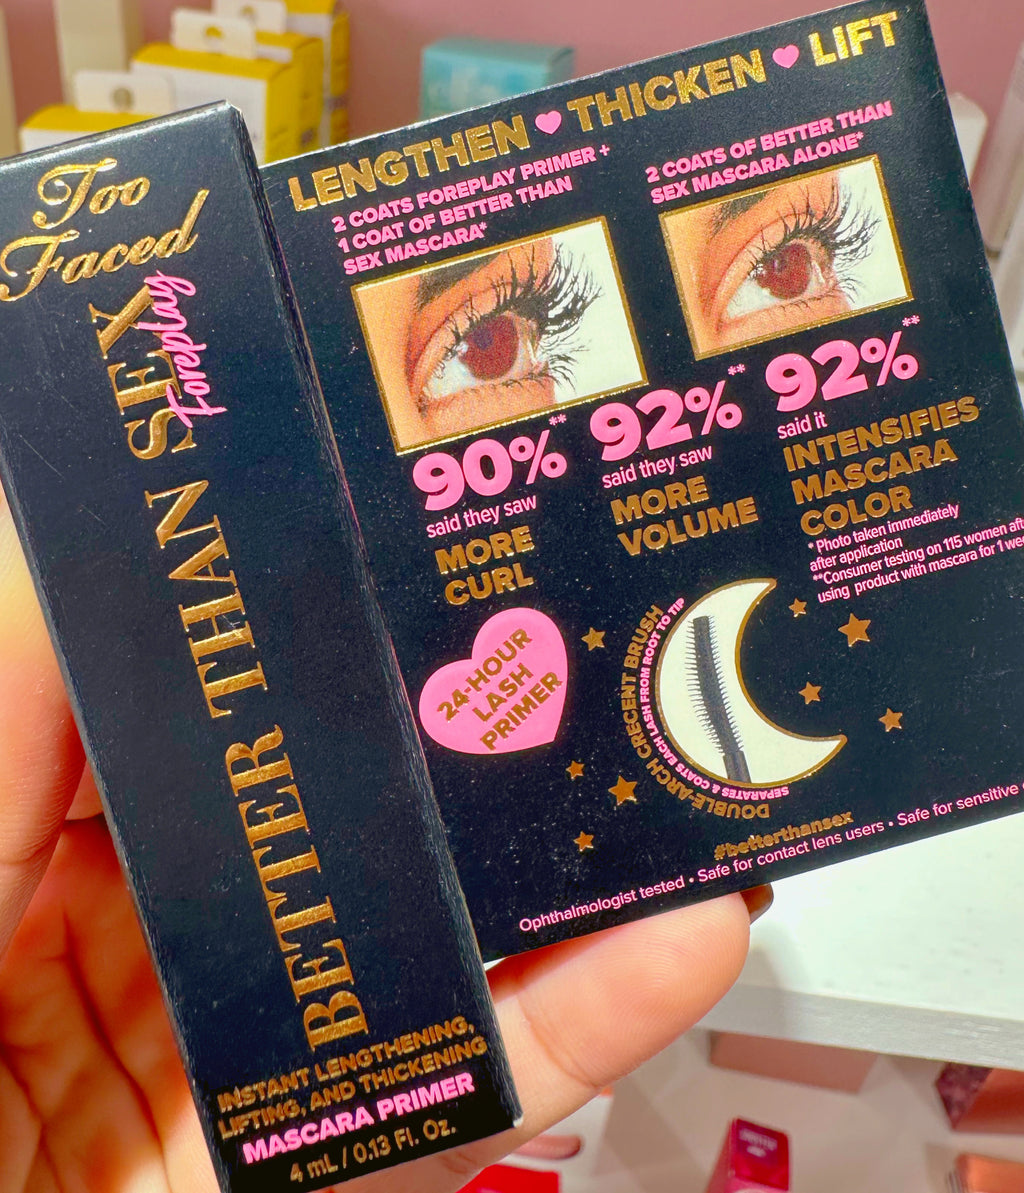 Too
Faced
BETTER THAN SEX
Foreplay
INSTANT LENGTHENING,
LIFTING, AND THICKENING
MASCARA PRIMER
4 mL / 0.13 Fl. Oz.
LENGTHEN ♥ THICKEN ♥ LIFT
2 COATS FOREPLAY PRIMER +
1 COAT OF BETTER THAN
SEX MASCARA*
2 COATS OF BETTER THAN
SEX MASCARA ALONE*
90%**
said they saw
MORE
CURL
92%**
said they saw
MORE
VOLUME
92%**
said it
INTENSIFIES
MASCARA
COLOR
* Photo taken immediately
after application
**Consumer testing on 115 women aft
using product with mascara for 1 we
24-HOUR
LASH
PRIMER
DOUBLE-ARCH CRECENT BRUSH
SEPARATES & COATS EACH LASH FROM ROOT TO TIP
#betterthansex
Ophthalmologist tested • Safe for contact lens users • Safe for sensitive